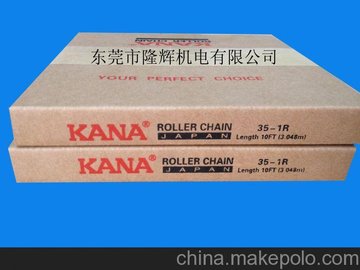 KANA
东莞市隆辉机电有限公司
YOUR PERFECT CHOICE
KANA® ROLLER CHAIN 35-1R
JAPAN Length 10FT (3.048m)
KANA® ROLLER CHAIN 35-1R
JAPAN Length 10FT (3.048m)
china.makepolo.com